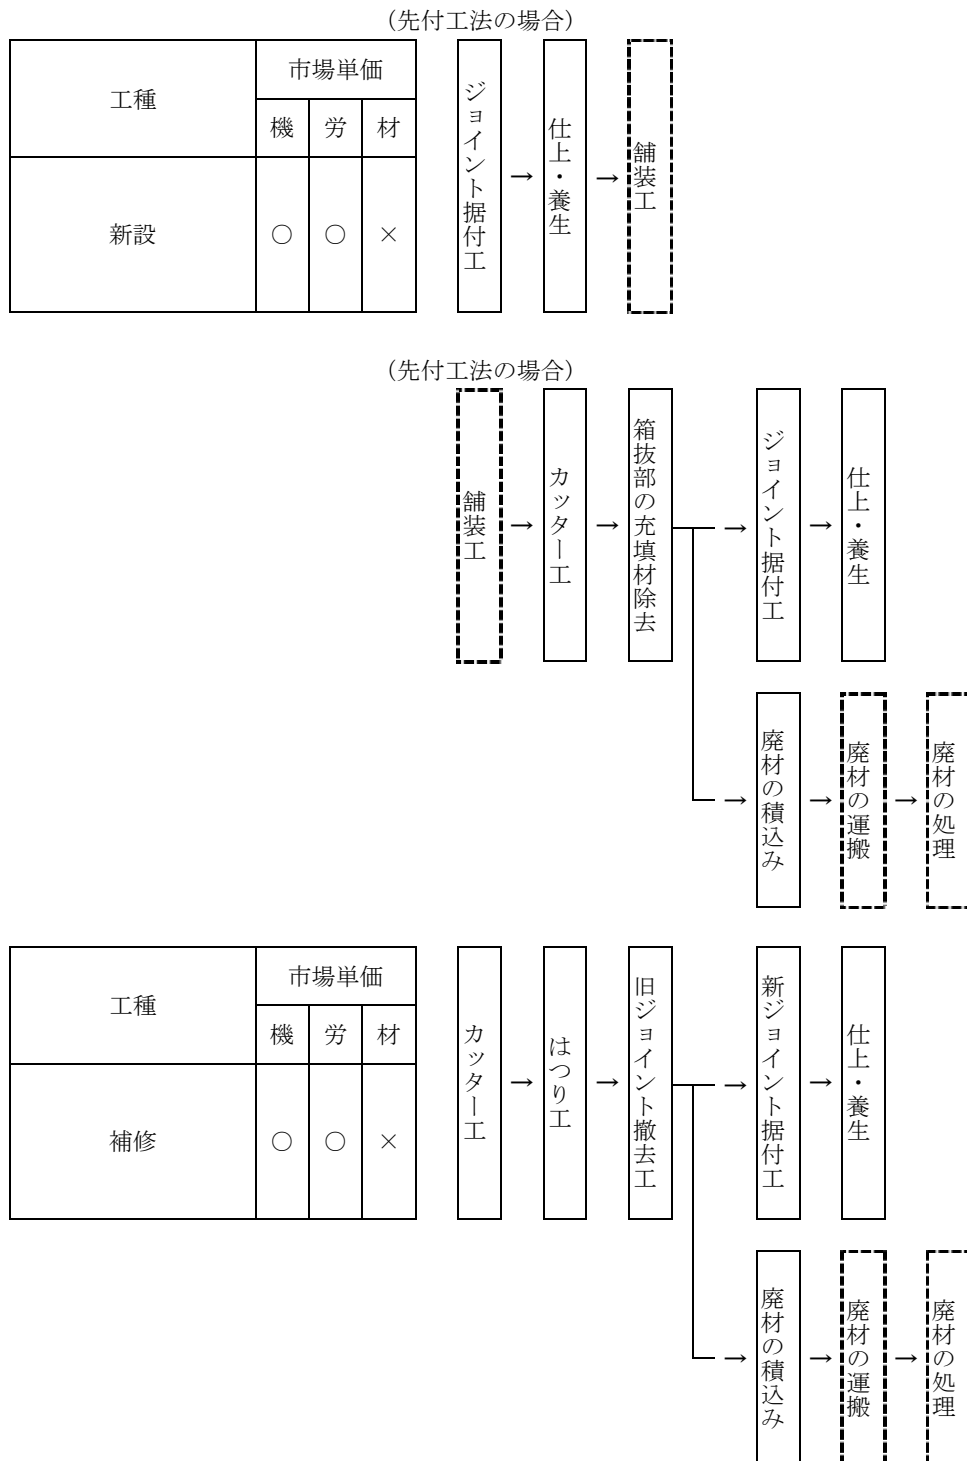 （先付工法の場合）
工種
市場単価
機 労 材
新設
○ ○ ×
ジョイント据付工
→
仕上・養生
→
舗装工
（先付工法の場合）
舗装工
→
カッター工
→
箱抜部の充填材除去
→
ジョイント据付工
→
仕上・養生
→
廃材の積込み
→
廃材の運搬
→
廃材の処理
工種
市場単価
機 労 材
補修
○ ○ ×
カッター工
→
はつり工
→
旧ジョイント撤去工
→
新ジョイント据付工
→
仕上・養生
→
廃材の積込み
→
廃材の運搬
→
廃材の処理